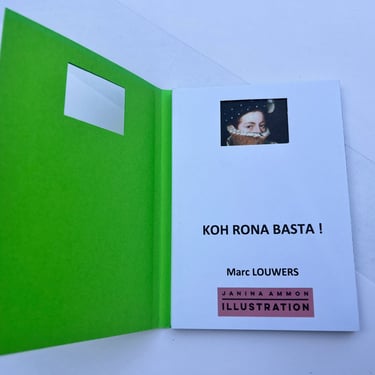 KOH RONA BASTA !
Marc LOUWERS
JANINA AMMON
ILLUSTRATION